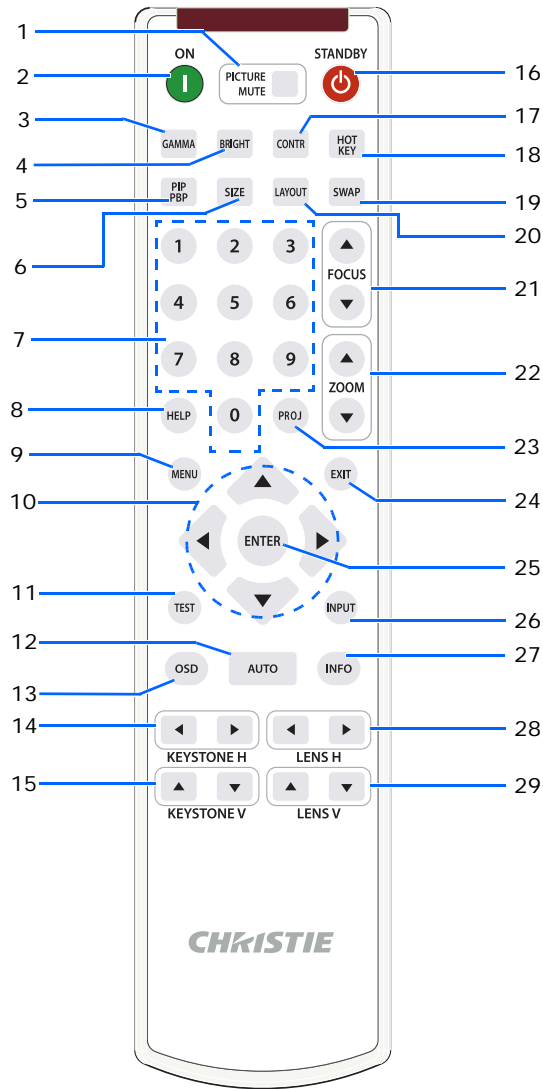 1
ON
STANDBY
2
PICTURE
MUTE
16
3
17
GAMMA
BRIGHT
CONTR
HOT
KEY
4
18
5
PIP
PBP
SIZE
LAYOUT
SWAP
19
6
20
1
2
3
FOCUS
21
4
5
6
7
7
8
9
ZOOM
22
8
HELP
0
PROJ
23
9
MENU
EXIT
24
10
ENTER
25
11
TEST
INPUT
26
12
27
13
OSD
AUTO
INFO
14
28
KEYSTONE H
LENS H
15
29
KEYSTONE V
LENS V
CHRISTIE